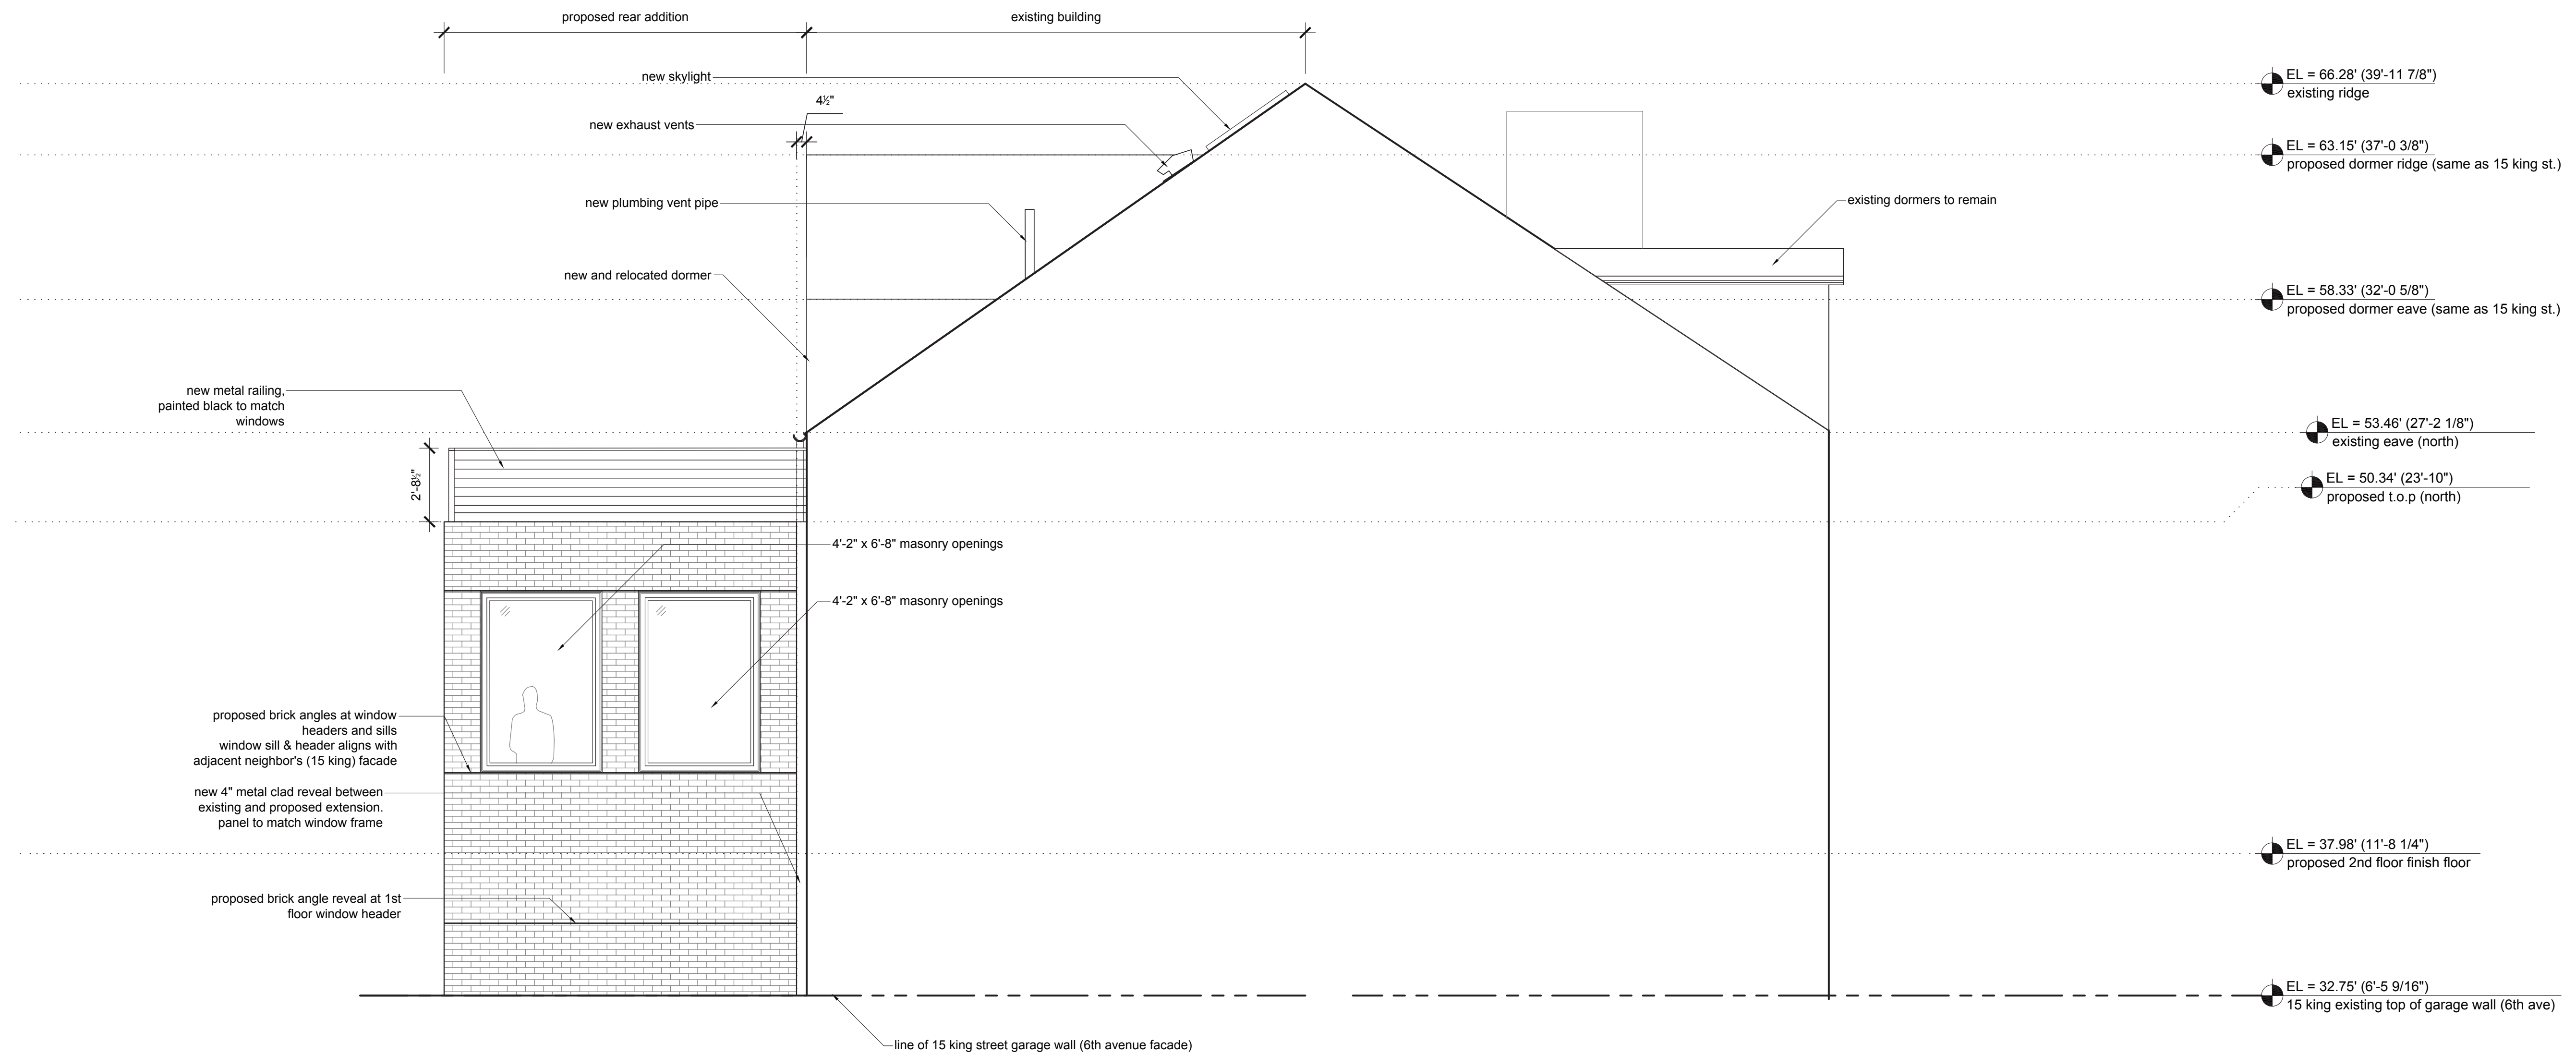 proposed rear addition
existing building
new skylight
4½"
new exhaust vents
new plumbing vent pipe
new and relocated dormer
existing dormers to remain
new metal railing,
painted black to match
windows
2'-8½"
4'-2" x 6'-8" masonry openings
4'-2" x 6'-8" masonry openings
proposed brick angles at window
headers and sills
window sill & header aligns with
adjacent neighbor's (15 king) facade
new 4" metal clad reveal between
existing and proposed extension.
panel to match window frame
proposed brick angle reveal at 1st
floor window header
line of 15 king street garage wall (6th avenue facade)
EL = 66.28' (39'-11 7/8")
existing ridge
EL = 63.15' (37'-0 3/8")
proposed dormer ridge (same as 15 king st.)
EL = 58.33' (32'-0 5/8")
proposed dormer eave (same as 15 king st.)
EL = 53.46' (27'-2 1/8")
existing eave (north)
EL = 50.34' (23'-10")
proposed t.o.p (north)
EL = 37.98' (11'-8 1/4")
proposed 2nd floor finish floor
EL = 32.75' (6'-5 9/16")
15 king existing top of garage wall (6th ave)